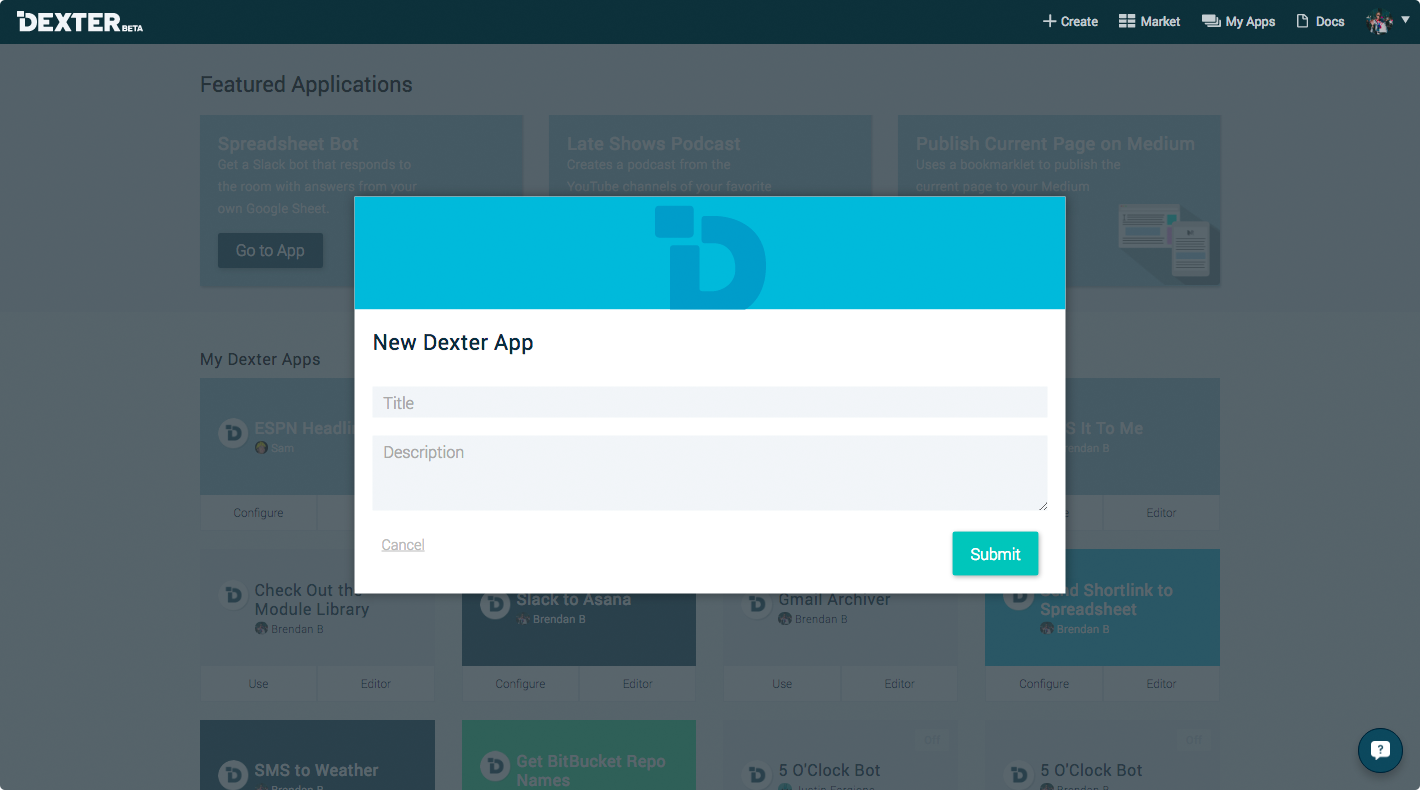 DEXTER BETA
Create
Market
My Apps
Docs
Featured Applications
Spreadsheet Bot
Get a Slack bot that responds to
the room with answers from your
own Google Sheet.
Go to App
Late Shows Podcast
Creates a podcast from the
YouTube channels of your favorite
Publish Current Page on Medium
Uses a bookmarklet to publish the
current page to your Medium
New Dexter App
Title
Description
Cancel
Submit
My Dexter Apps
ESPN Headli
Sam
Configure
It To Me
Brendan B
Editor
Check Out the
Module Library
Brendan B
Use
Editor
Slack to Asana
Brendan B
Configure
Editor
Gmail Archiver
Brendan B
Use
Editor
Send Shortlink to
Spreadsheet
Brendan B
Configure
Editor
SMS to Weather
Brendan B
Get BitBucket Repo
Names
Off
5 O'Clock Bot
Off
5 O'Clock Bot
Brendan B